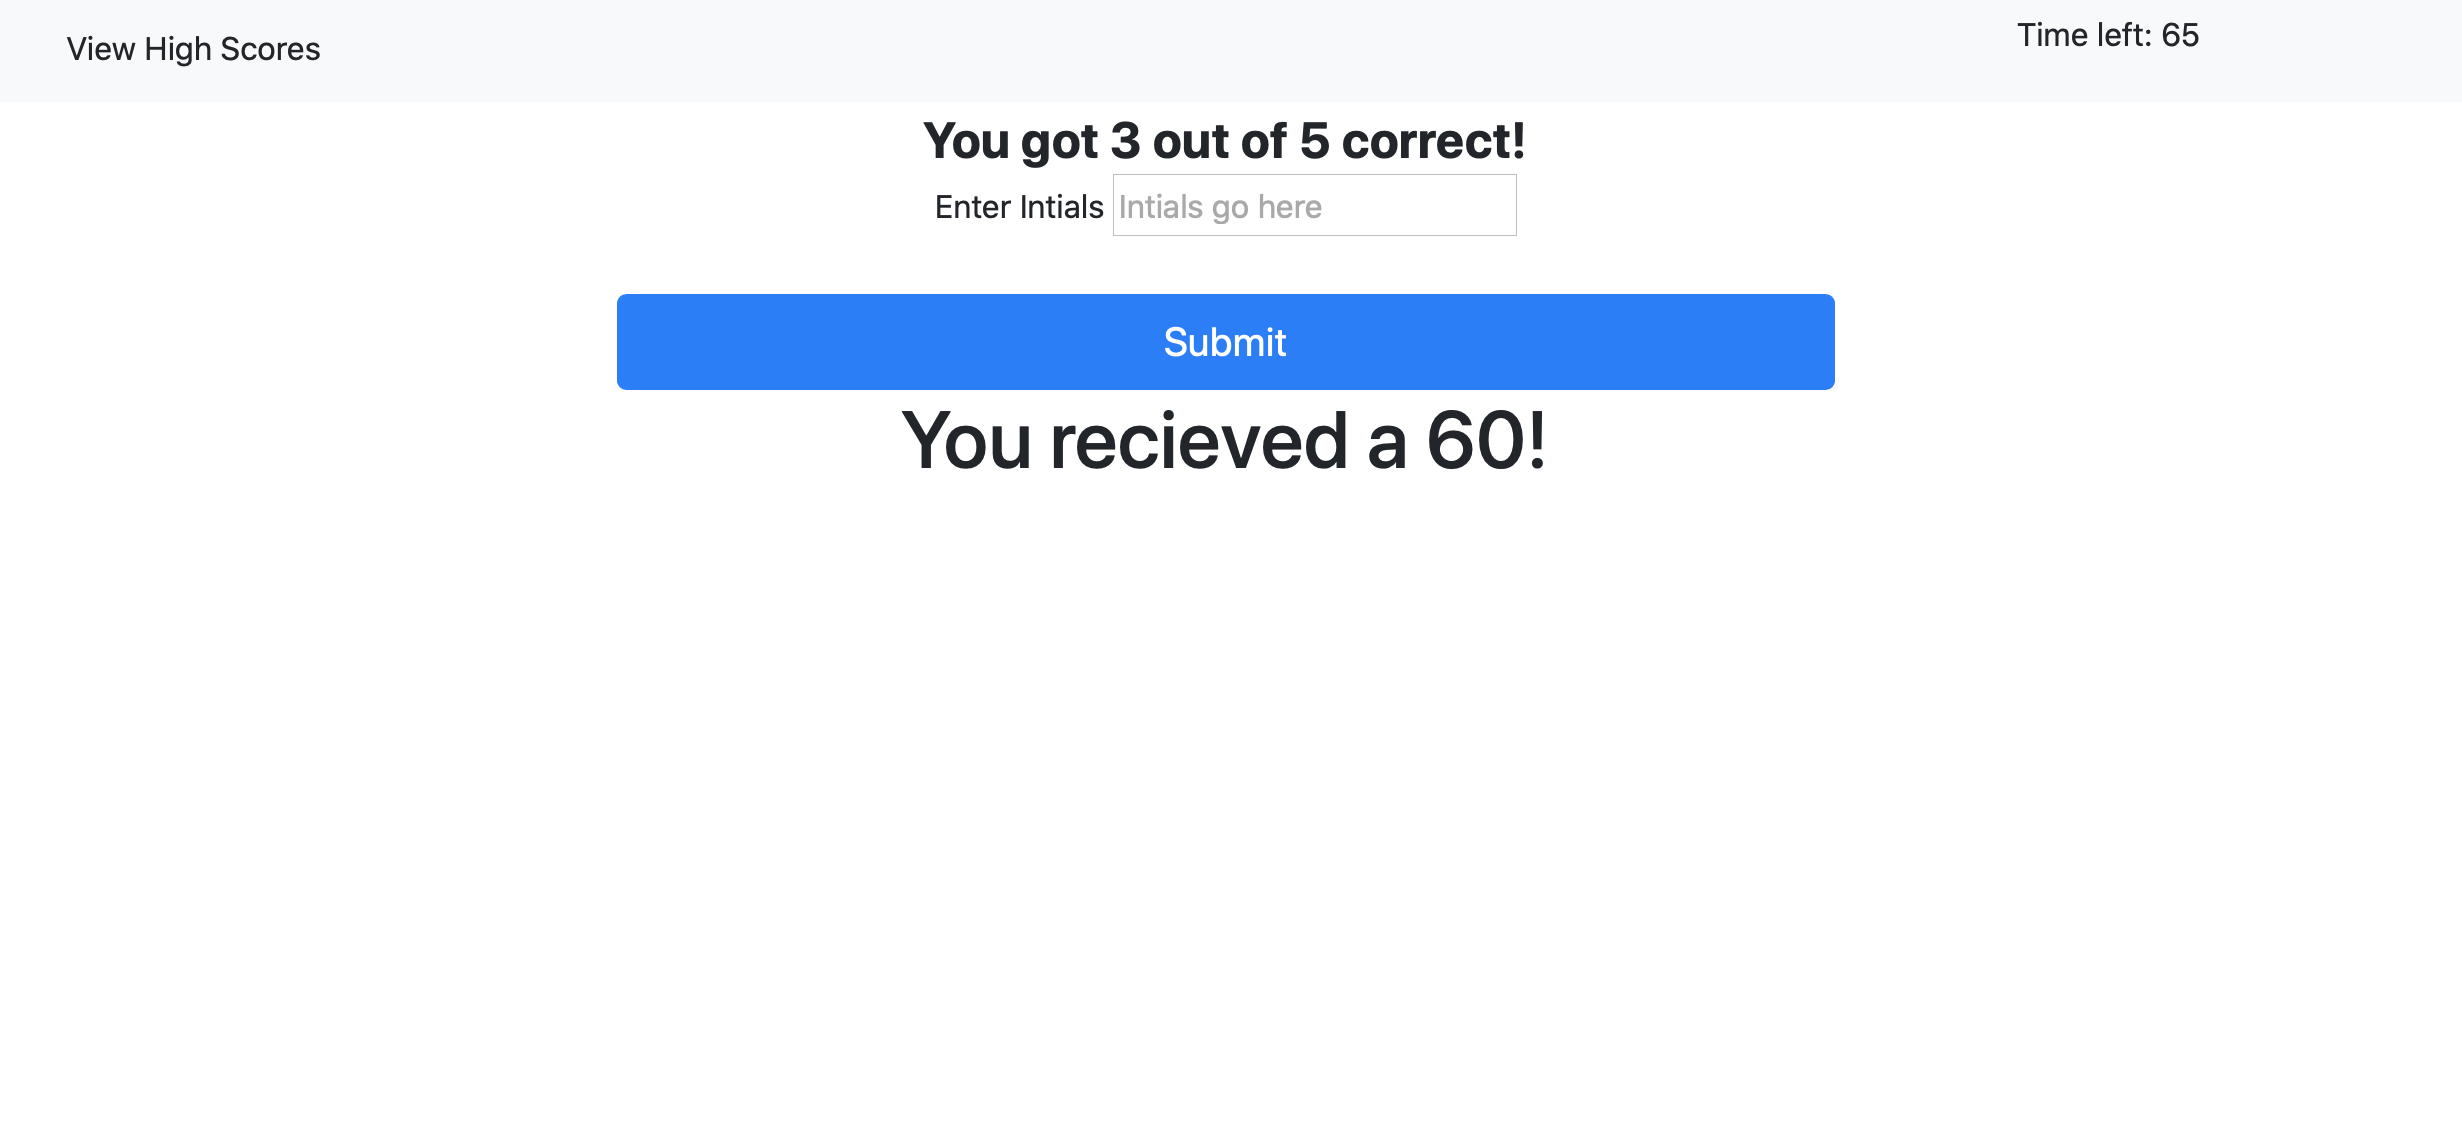 View High Scores
Time left: 65
You got 3 out of 5 correct!
Enter Intials Intials go here
Submit
You recieved a 60!